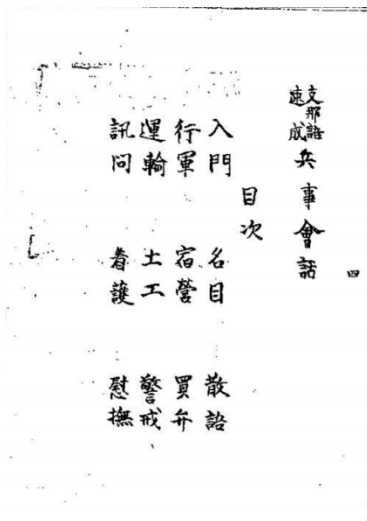 四
支那語速成兵事會話
目次
入門 名目 散語
行軍 宿營 買弁
運輸 土工 警戒
訊問 看護 慰撫